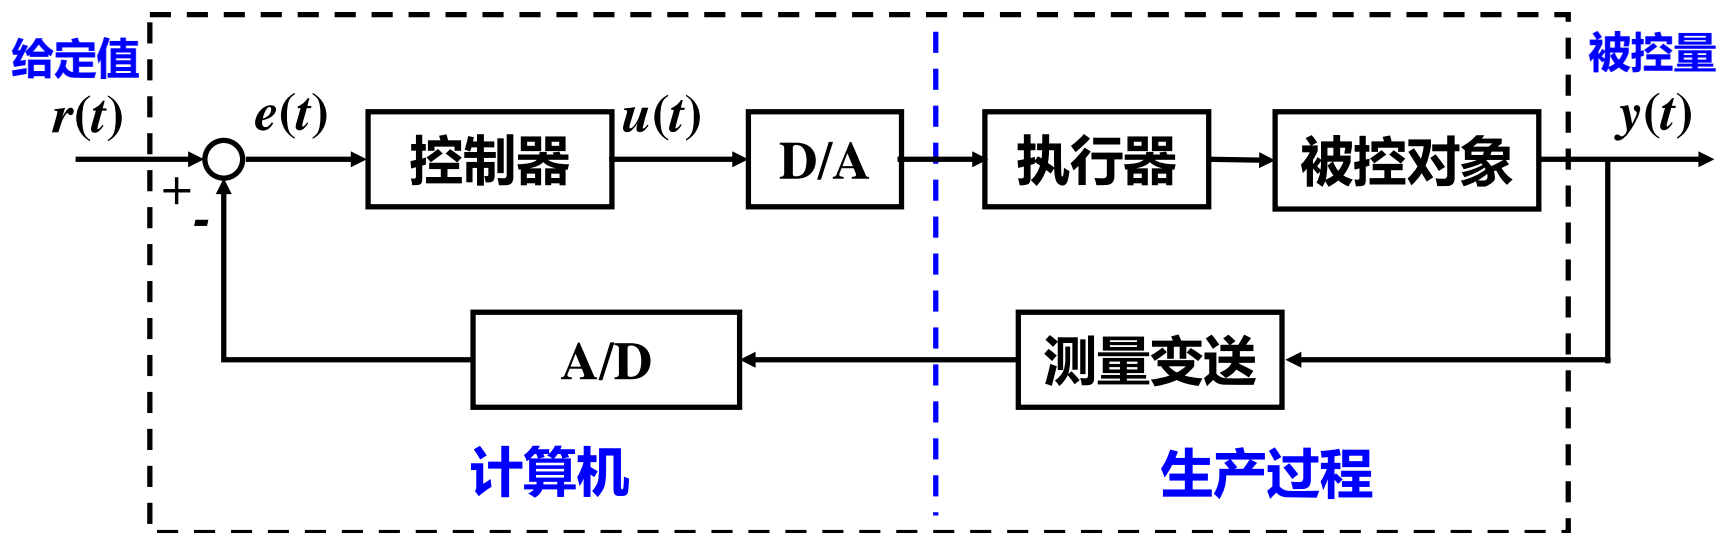 给定值
被控量
r(t)
e(t)
u(t)
y(t)
控制器
D/A
执行器
被控对象
+
-
A/D
测量变送
计算机
生产过程